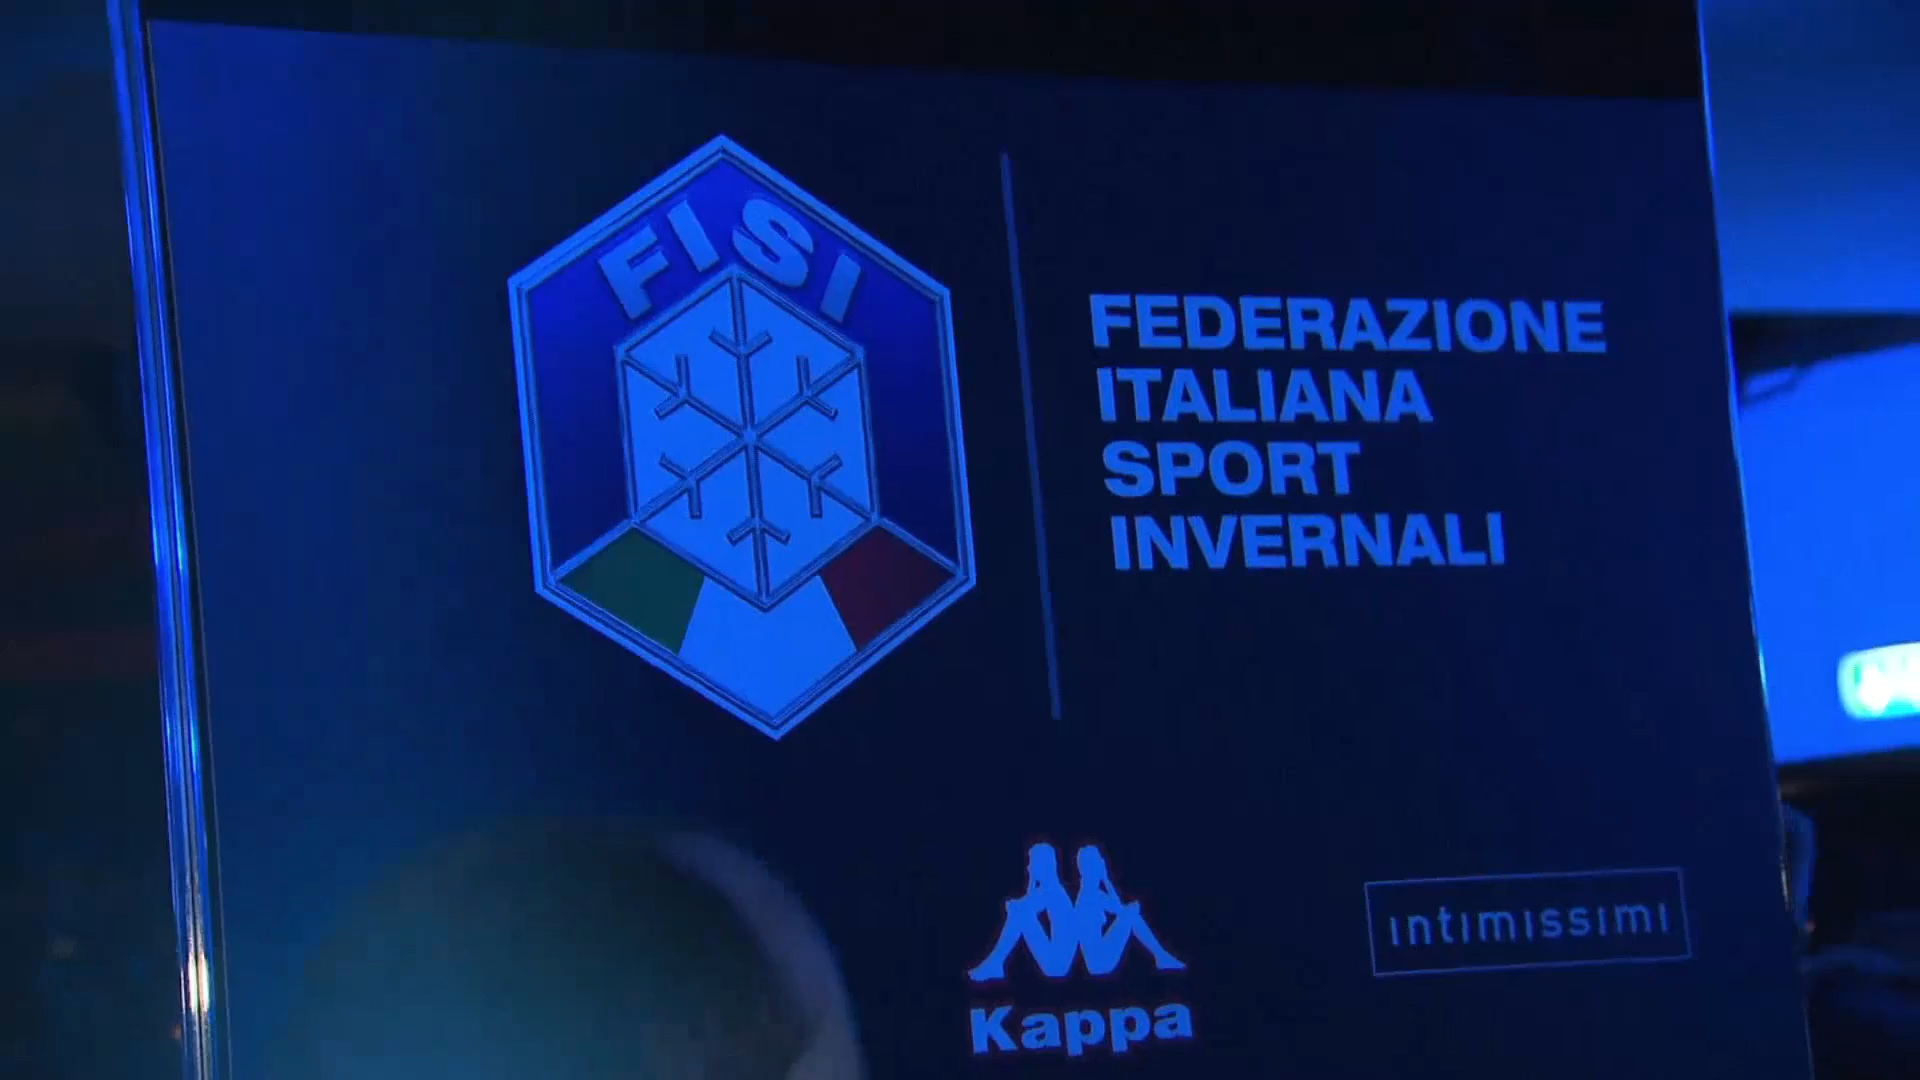 FISI
FEDERAZIONE
ITALIANA
SPORT
INVERNALI
Kappa
intimissimi